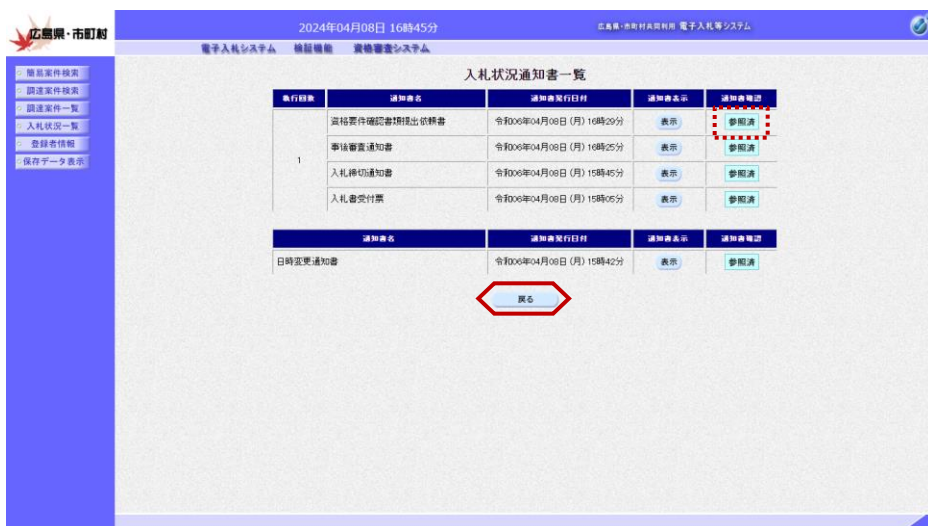 広島県・市町村
2024年04月08日 16時45分
広島県・市町村共同利用 電子入札等システム
電子入札システム 検証機能 資格審査システム
簡易案件検索
調達案件検索
調達案件一覧
入札状況一覧
登録者情報
保存データ表示
入札状況通知書一覧
執行回数 通知書名 通知書発行日付 通知書表示 通知書確認
資格要件確認書類提出依頼書 令和06年04月08日 (月) 16時29分 表示 参照済
事後審査通知書 令和06年04月08日 (月) 16時25分 表示 参照済
1
入札締切通知書 令和06年04月08日 (月) 15時45分 表示 参照済
入札書受付票 令和06年04月08日 (月) 15時05分 表示 参照済
通知書名 通知書発行日付 通知書表示 通知書確認
日時変更通知書 令和06年04月08日 (月) 15時42分 表示 参照済
戻る